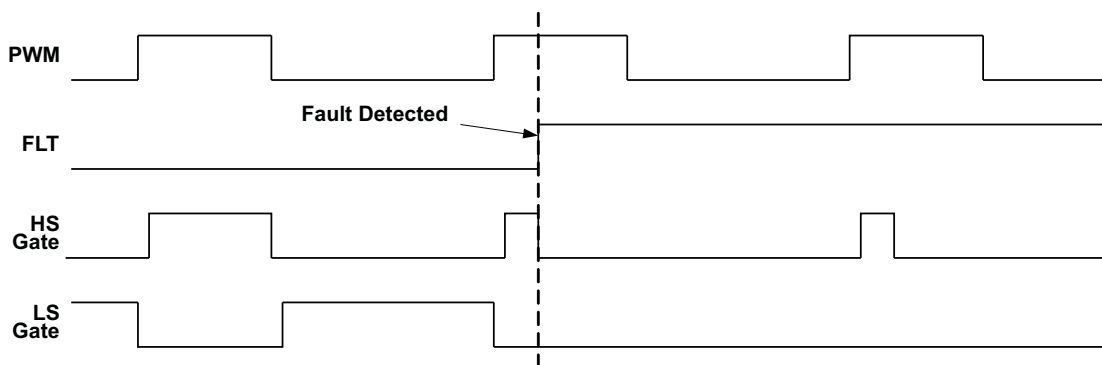 PWM
Fault Detected
FLT
HS
Gate
LS
Gate